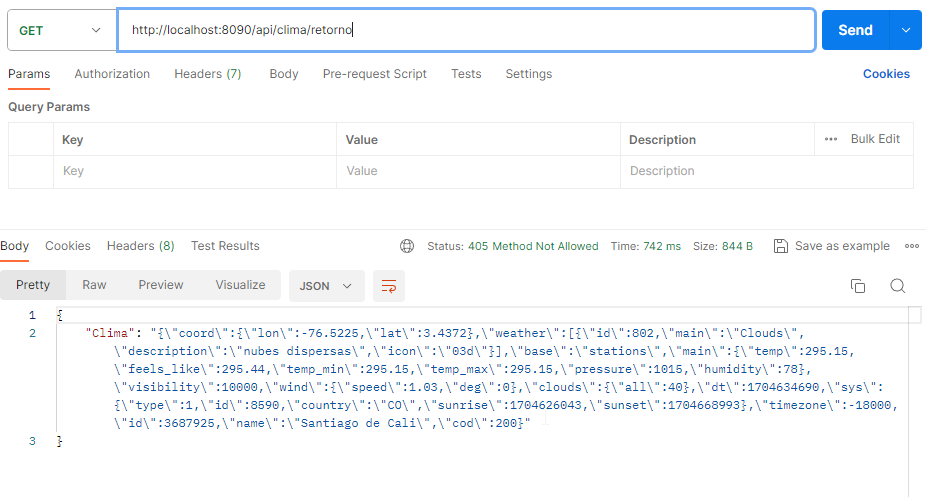 GET http://localhost:8090/api/clima/retorno Send
Params Authorization Headers (7) Body Pre-request Script Tests Settings Cookies
Query Params
Key Value Description ••• Bulk Edit
Key Value Description
Body Cookies Headers (8) Test Results Status: 405 Method Not Allowed Time: 742 ms Size: 844 B Save as example •••
Pretty Raw Preview Visualize JSON
1 {
2 "Clima": "{\"coord\":{\"lon\":-76.5225,\"lat\":3.4372},\"weather\":[{\"id\":802,\"main\":\"Clouds\",
\"description\":\"nubes dispersas\",\"icon\":\"03d\"}],\"base\":\"stations\",\"main\":{\"temp\":295.15,
\"feels_like\":295.44,\"temp_min\":295.15,\"temp_max\":295.15,\"pressure\":1015,\"humidity\":78},
\"visibility\":10000,\"wind\":{\"speed\":1.03,\"deg\":0},\"clouds\":{\"all\":40},\"dt\":1704634690,\"sys\":
{\"type\":1,\"id\":8590,\"country\":\"CO\",\"sunrise\":1704626043,\"sunset\":1704668993},\"timezone\":-18000,
\"id\":3687925,\"name\":\"Santiago de Cali\",\"cod\":200}"
3 }